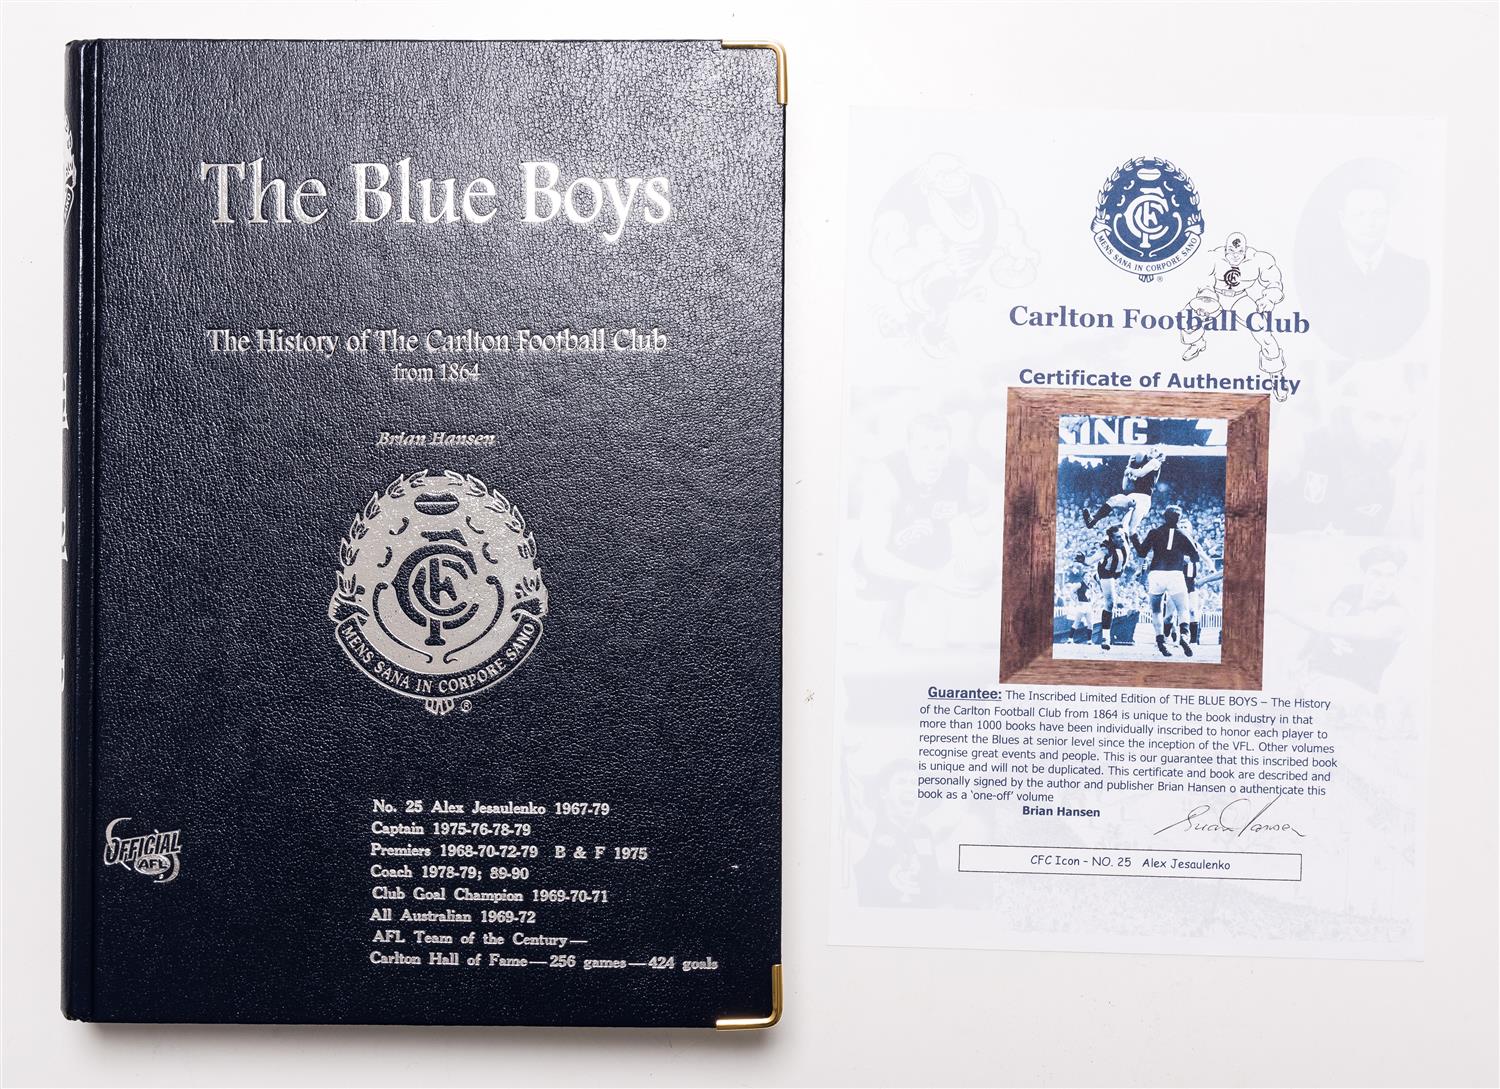 The Blue Boys
The History of The Carlton Football Club
from 1864
Brian Hansen
CFC
MENS SANA IN CORPORE SANO
®
OFFICIAL
AFL
No. 25 Alex Jesaulenko 1967-79
Captain 1975-76-78-79
Premiers 1968-70-72-79 B & F 1975
Coach 1978-79; 89-90
Club Goal Champion 1969-70-71
All Australian 1969-72
AFL Team of the Century—
Carlton Hall of Fame—256 games—424 goals
CFC
MENS SANA IN CORPORE SANO
®
CFC
Carlton Football Club
Certificate of Authenticity
KING
1
Guarantee: The Inscribed Limited Edition of THE BLUE BOYS – The History
of the Carlton Football Club from 1864 is unique to the book industry in that
more than 1000 books have been individually inscribed to honor each player to
represent the Blues at senior level since the inception of the VFL. Other volumes
recognise great events and people. This is our guarantee that this inscribed book
is unique and will not be duplicated. This certificate and book are described and
personally signed by the author and publisher Brian Hansen o authenticate this
book as a ‘one-off’ volume
Brian Hansen
Brian Hansen
CFC Icon – NO. 25 Alex Jesaulenko